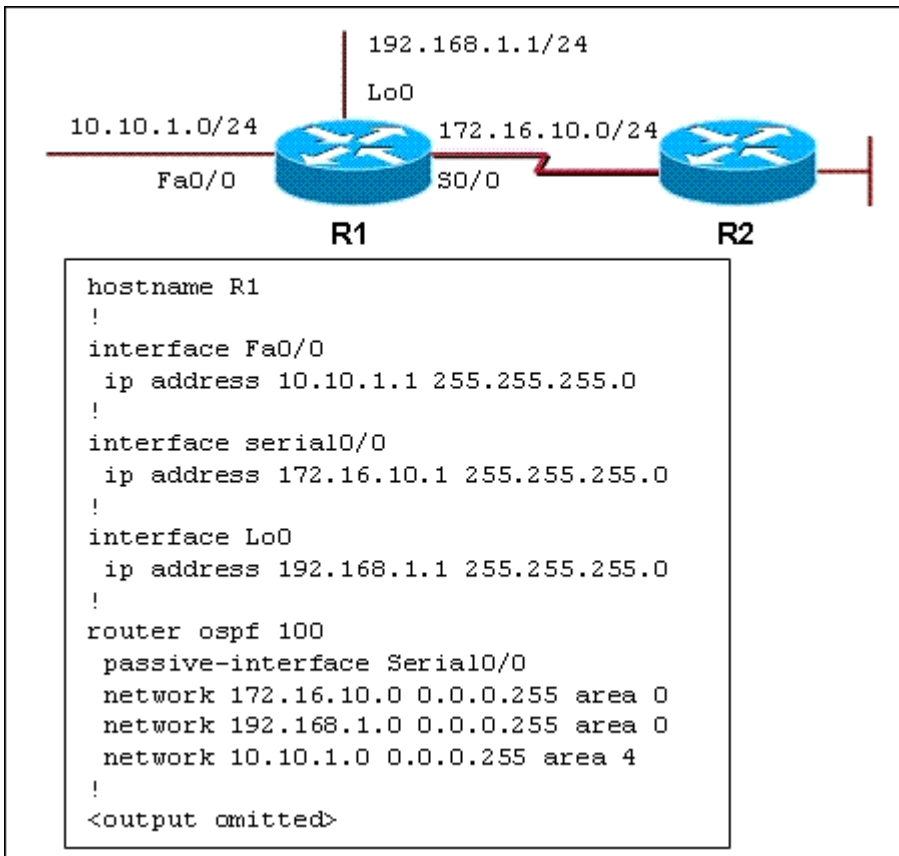 192.168.1.1/24
Lo0
10.10.1.0/24
172.16.10.0/24
Fa0/0
S0/0
R1
R2
hostname R1
!
interface Fa0/0
ip address 10.10.1.1 255.255.255.0
!
interface serial0/0
ip address 172.16.10.1 255.255.255.0
!
interface Lo0
ip address 192.168.1.1 255.255.255.0
!
router ospf 100
passive-interface Serial0/0
network 172.16.10.0 0.0.0.255 area 0
network 192.168.1.0 0.0.0.255 area 0
network 10.10.1.0 0.0.0.255 area 4
!
<output omitted>